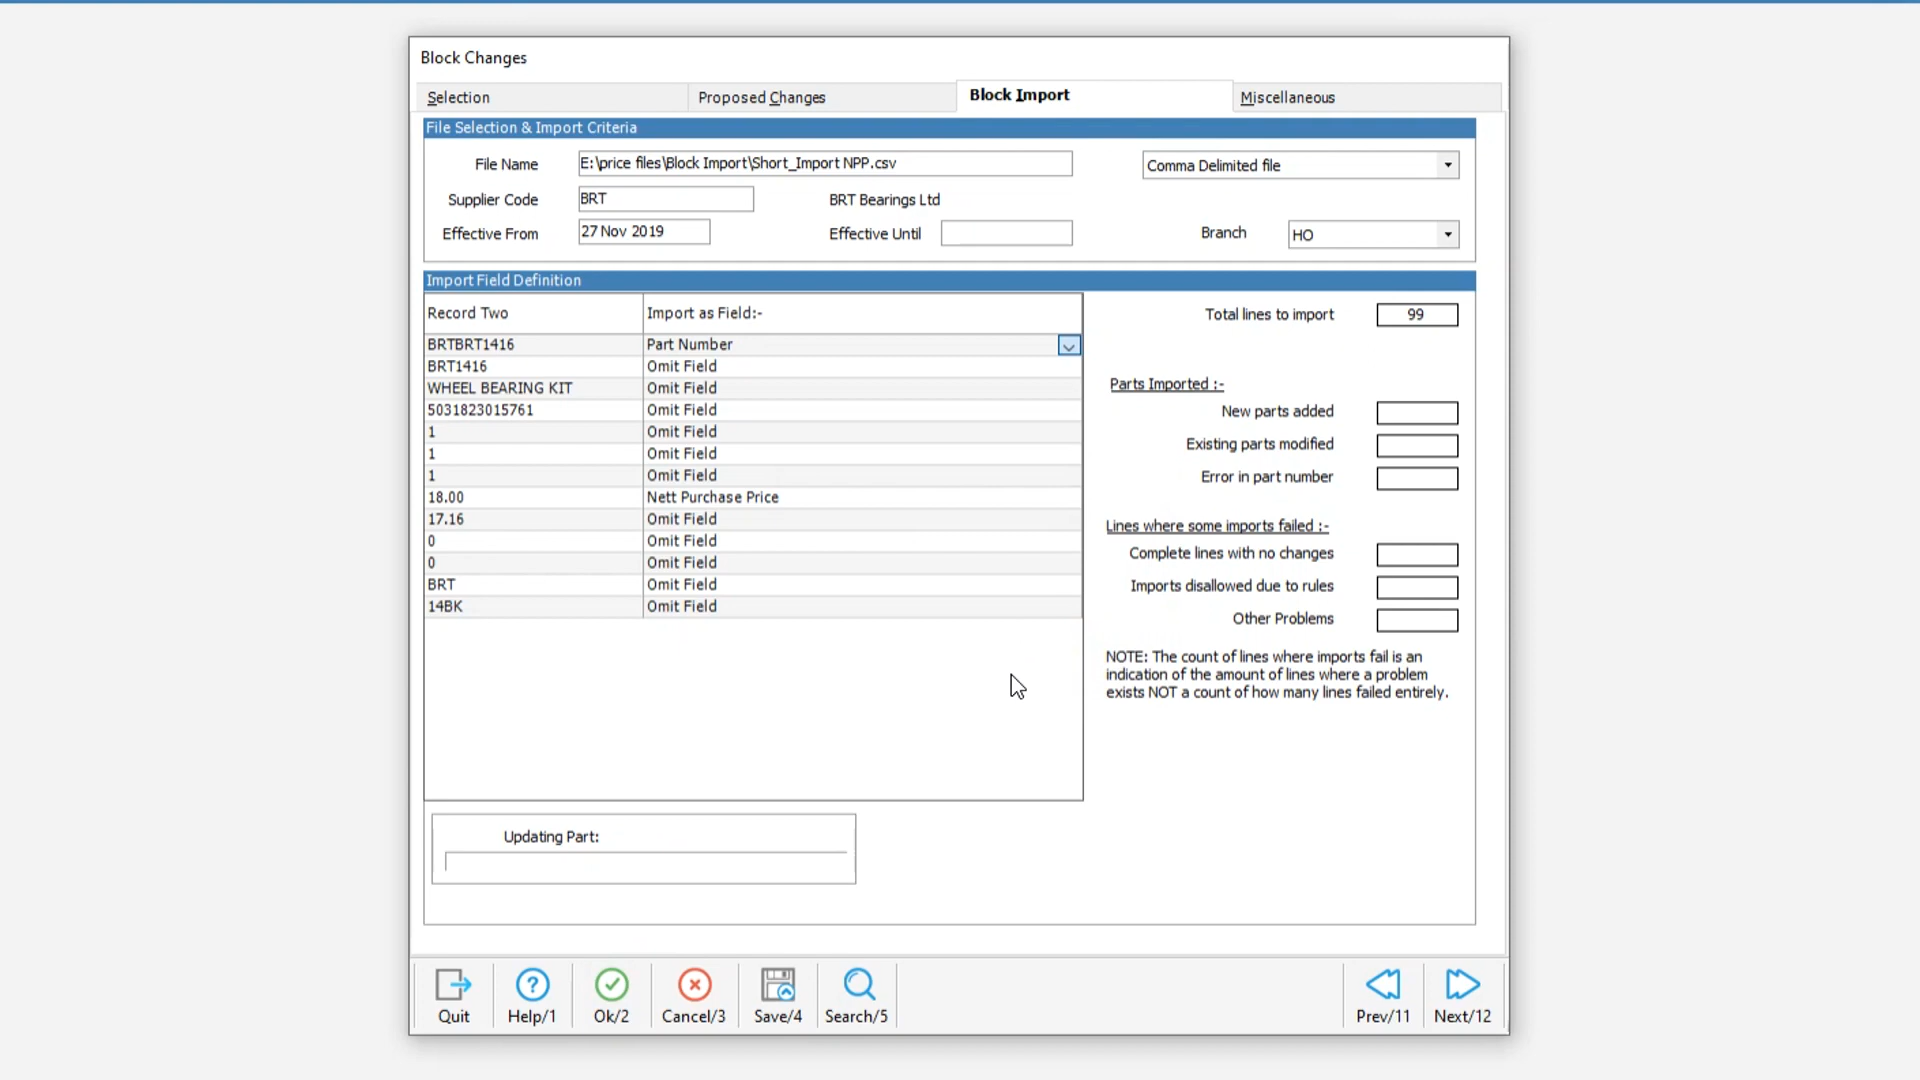 Block Changes
Selection
Proposed Changes
Block Import
Miscellaneous
File Selection & Import Criteria
File Name E:\price files\Block Import\Short_Import NPP.csv Comma Delimited file
Supplier Code BRT BRT Bearings Ltd
Effective From 27 Nov 2019 Effective Until Branch HO
Import Field Definition
Record Two Import as Field:-
BRTBRT1416 Part Number
BRT1416 Omit Field
WHEEL BEARING KIT Omit Field
5031823015761 Omit Field
1 Omit Field
1 Omit Field
1 Omit Field
18.00 Nett Purchase Price
17.16 Omit Field
0 Omit Field
0 Omit Field
BRT Omit Field
14BK Omit Field
Total lines to import 99
Parts Imported :-
New parts added
Existing parts modified
Error in part number
Lines where some imports failed :-
Complete lines with no changes
Imports disallowed due to rules
Other Problems
NOTE: The count of lines where imports fail is an
indication of the amount of lines where a problem
exists NOT a count of how many lines failed entirely.
Updating Part:
Quit
Help/1
Ok/2
Cancel/3
Save/4
Search/5
Prev/11
Next/12